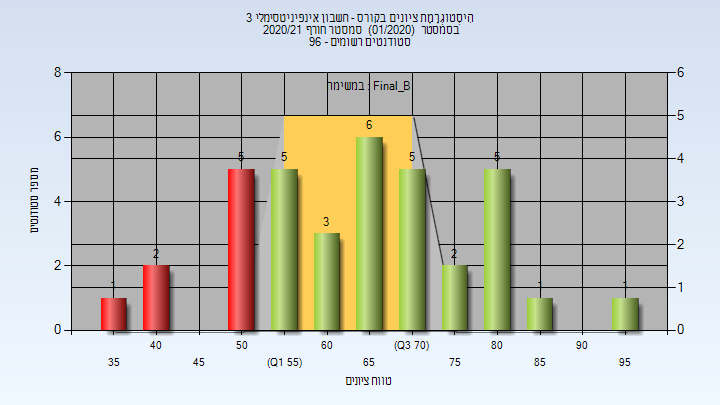 היסטוגרמת ציונים בקורס - חשבון אינפיניטסימלי 3
בסמסטר (01/2020) סמסטר חורף 2020/21
סטודנטים רשומים - 96
במשימה : Final_B
מספר סטודנטים
8 6 4 2 0
6 5 4 3 2 1 0
1 2 5 5 3 6 5 2 5 1 1
40 50 60 (Q3 70) 80 90
35 45 (Q1 55) 65 75 85 95
טווח ציונים